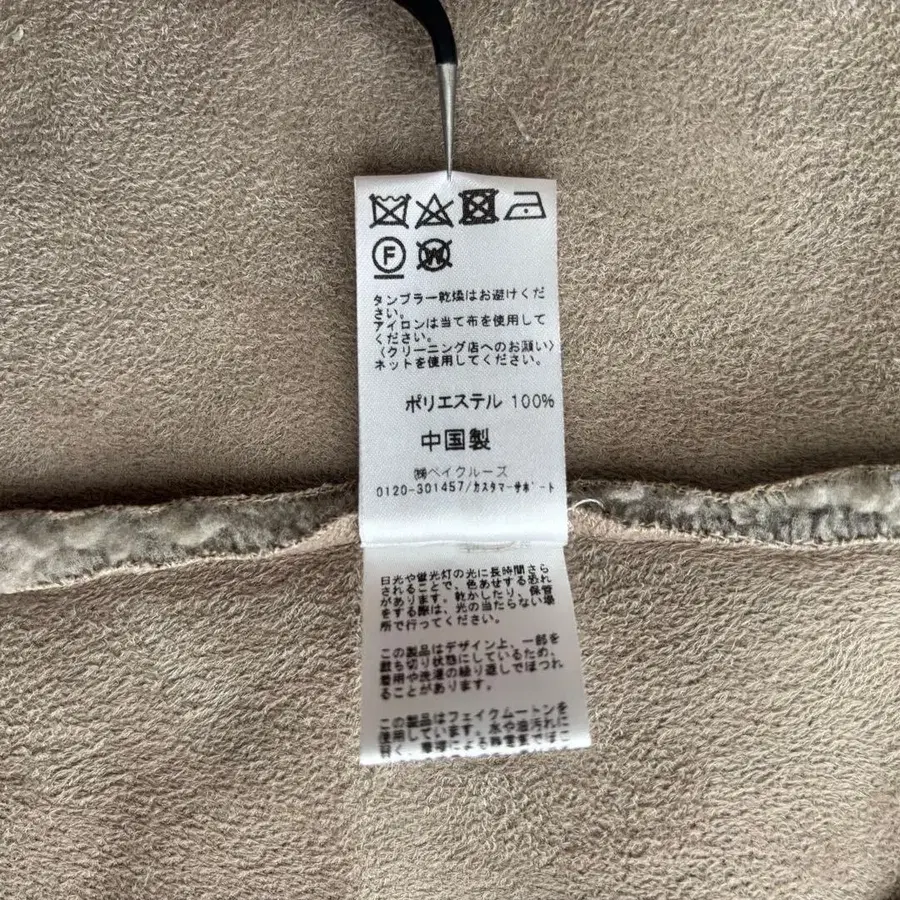 F W
タンブラー乾燥はお避けくだ
さい。
アイロンは当て布を使用して
ください。
〈クリーニング店へのお願い〉
ネットを使用してください。
ポリエステル 100%
中国製
㈱ベイクルーズ
0120-301457/カスタマーサポート
日光や蛍光灯の光に長時間さら
されることで、色あせする恐れ
があります。乾かしたり、保管
をする際は、光の当たらない場
所で行ってください。
この製品はデザイン上、一部を
裁ち切り状態にしているため、
着用や洗濯の繰り返しでほつれ
ることがあります。
この製品はフェイクムートンを
使用しています。水や油汚れに